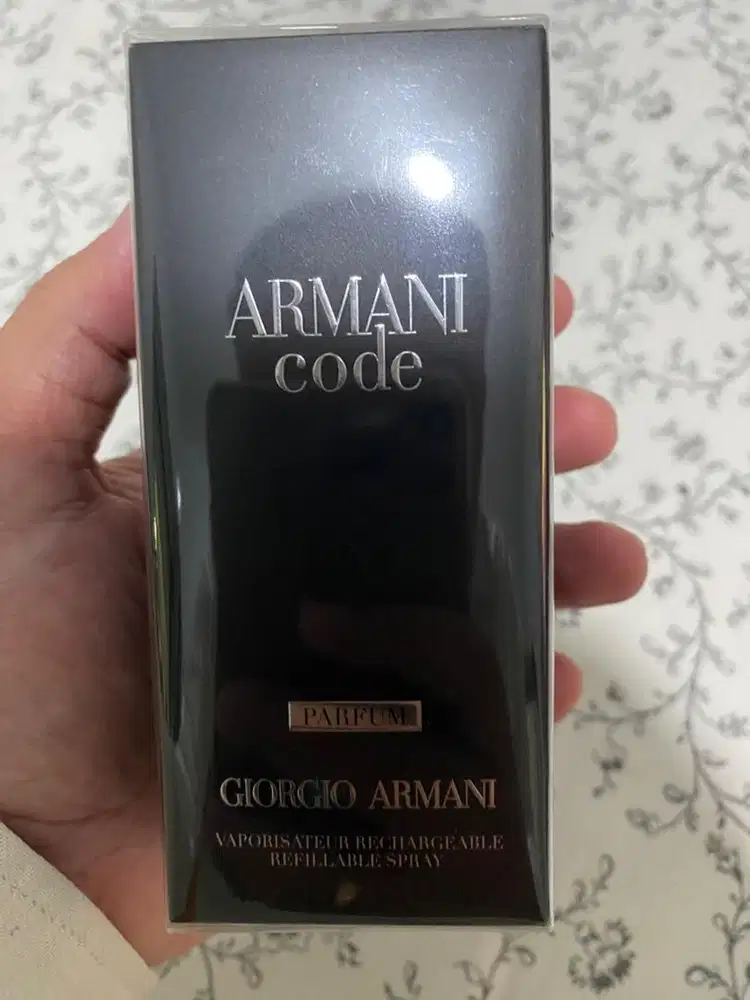 ARMANI
code
PARFUM
GIORGIO ARMANI
VAPORISATEUR RECHARGEABLE
REFILLABLE SPRAY